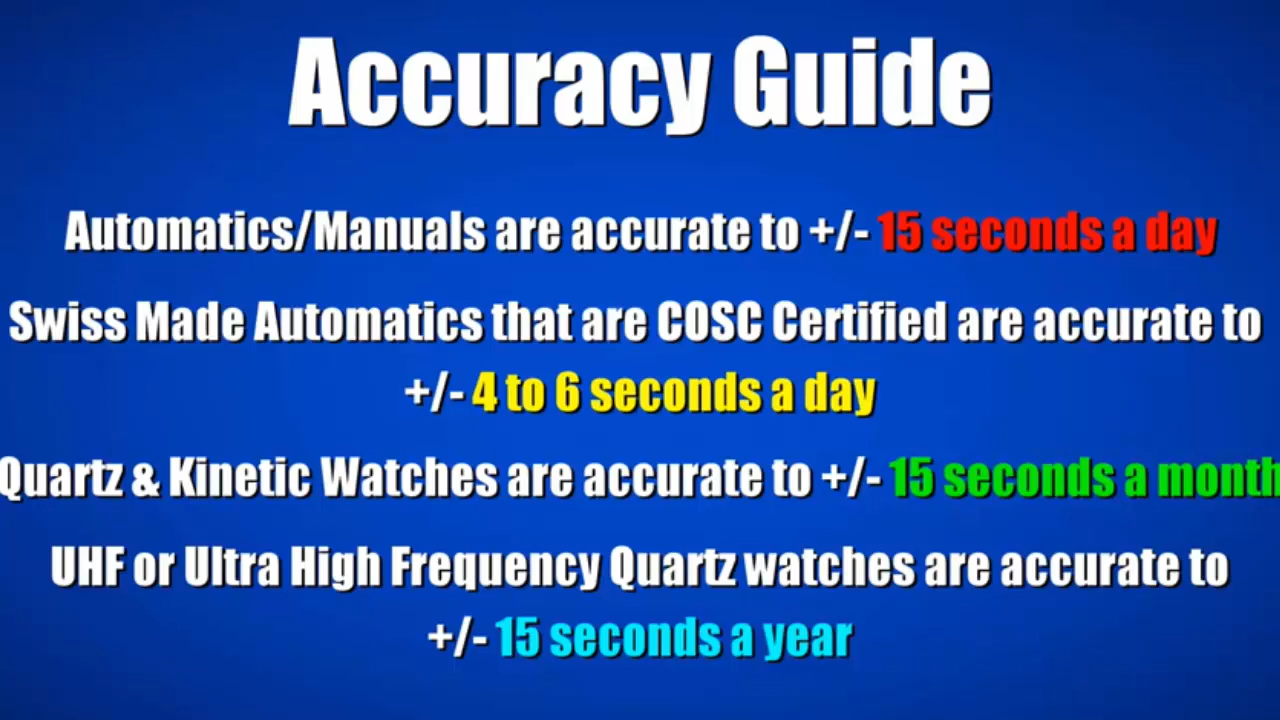 Accuracy Guide
Automatics/Manuals are accurate to +/- 15 seconds a day
Swiss Made Automatics that are COSC Certified are accurate to
+/- 4 to 6 seconds a day
Quartz & Kinetic Watches are accurate to +/- 15 seconds a month
UHF or Ultra High Frequency Quartz watches are accurate to
+/- 15 seconds a year